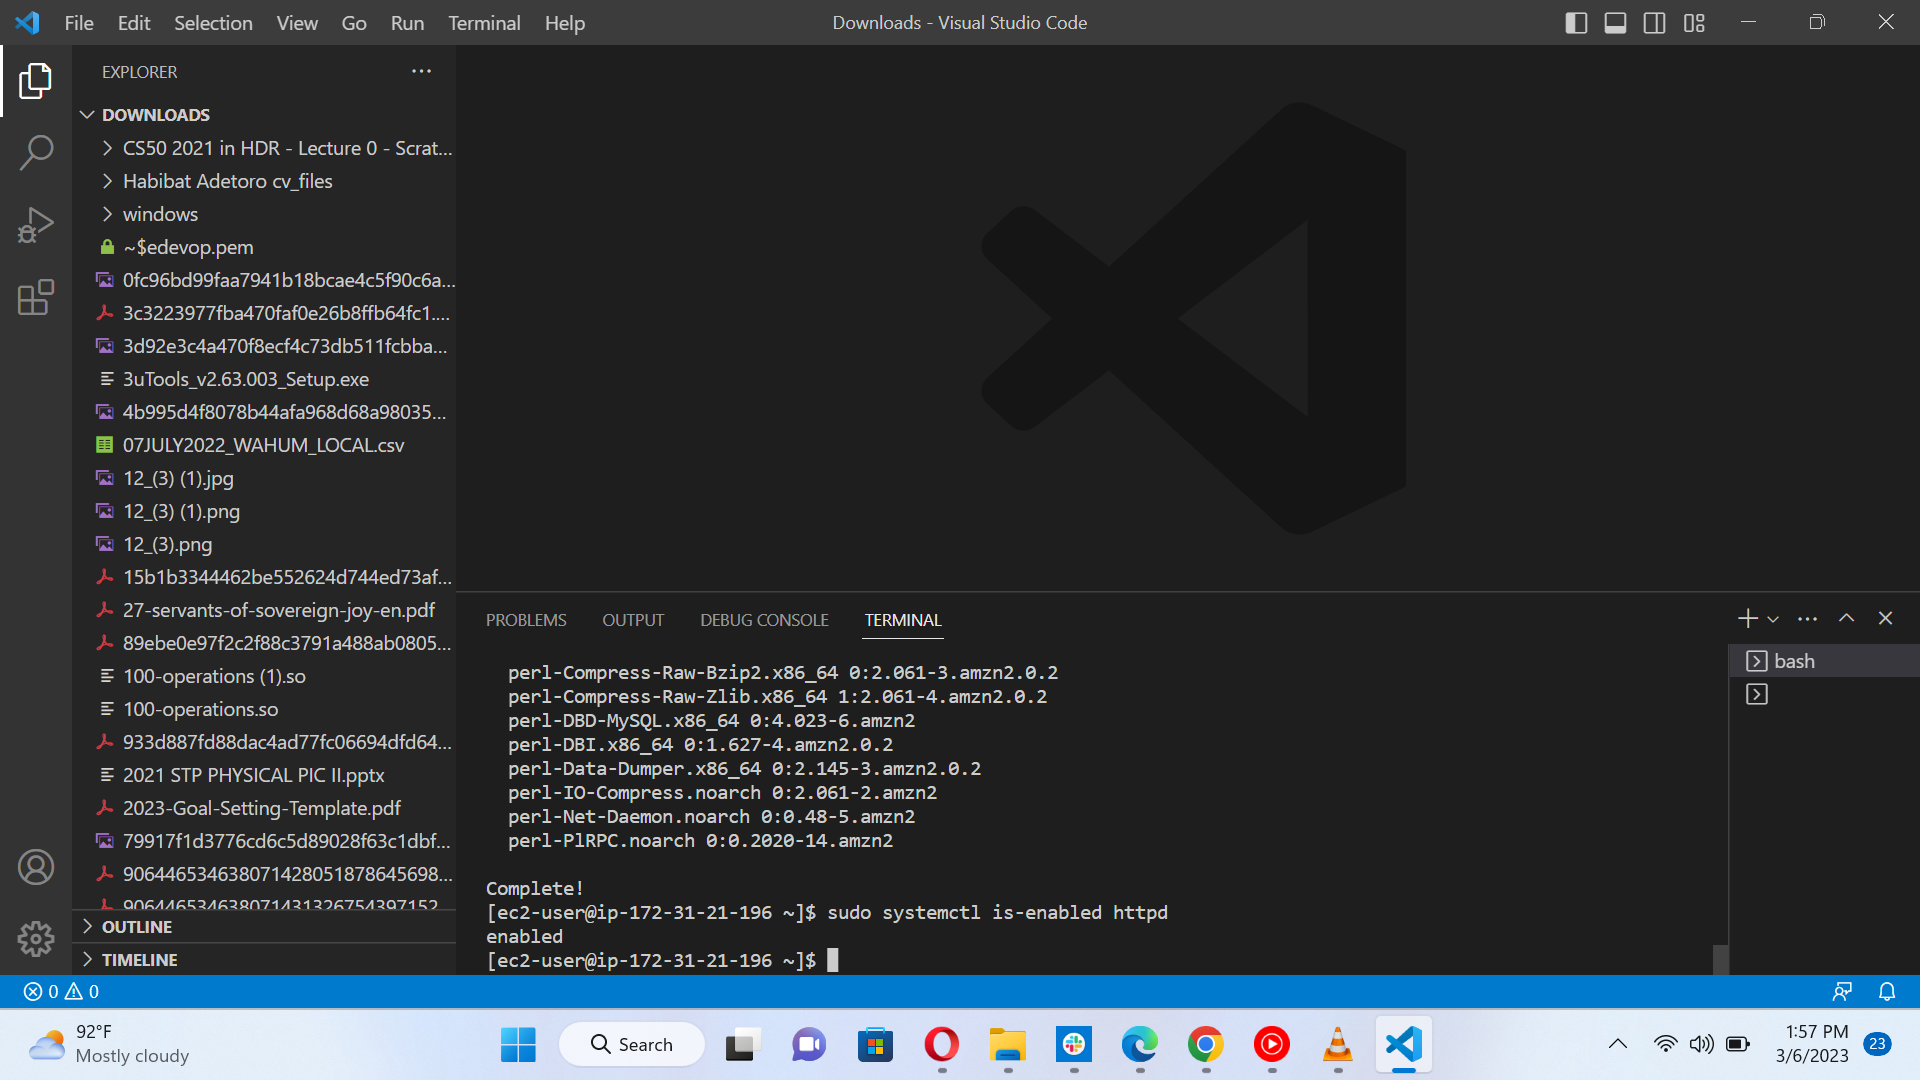 File Edit Selection View Go Run Terminal Help
Downloads - Visual Studio Code
EXPLORER
DOWNLOADS
CS50 2021 in HDR - Lecture 0 - Scrat...
Habibat Adetoro cv_files
windows
~$edevop.pem
0fc96bd99faa7941b18bcae4c5f90c6a...
3c3223977fba470faf0e26b8ffb64fc1....
3d92e3c4a470f8ecf4c73db511fcbba...
3uTools_v2.63.003_Setup.exe
4b995d4f8078b44afa968d68a98035...
07JULY2022_WAHUM_LOCAL.csv
12_(3) (1).jpg
12_(3) (1).png
12_(3).png
15b1b3344462be552624d744ed73af...
27-servants-of-sovereign-joy-en.pdf
89ebe0e97f2c2f88c3791a488ab0805...
100-operations (1).so
100-operations.so
933d887fd88dac4ad77fc06694dfd64...
2021 STP PHYSICAL PIC II.pptx
2023-Goal-Setting-Template.pdf
79917f1d3776cd6c5d89028f63c1dbf...
906446534638071428051878645698...
906446534638071431326754397152
OUTLINE
TIMELINE
PROBLEMS OUTPUT DEBUG CONSOLE TERMINAL
perl-Compress-Raw-Bzip2.x86_64 0:2.061-3.amzn2.0.2
perl-Compress-Raw-Zlib.x86_64 1:2.061-4.amzn2.0.2
perl-DBD-MySQL.x86_64 0:4.023-6.amzn2
perl-DBI.x86_64 0:1.627-4.amzn2.0.2
perl-Data-Dumper.x86_64 0:2.145-3.amzn2.0.2
perl-IO-Compress.noarch 0:2.061-2.amzn2
perl-Net-Daemon.noarch 0:0.48-5.amzn2
perl-PlRPC.noarch 0:0.2020-14.amzn2
Complete!
[ec2-user@ip-172-31-21-196 ~]$ sudo systemctl is-enabled httpd
enabled
[ec2-user@ip-172-31-21-196 ~]$
bash
0 0
92°F
Mostly cloudy
Search
1:57 PM
3/6/2023
23